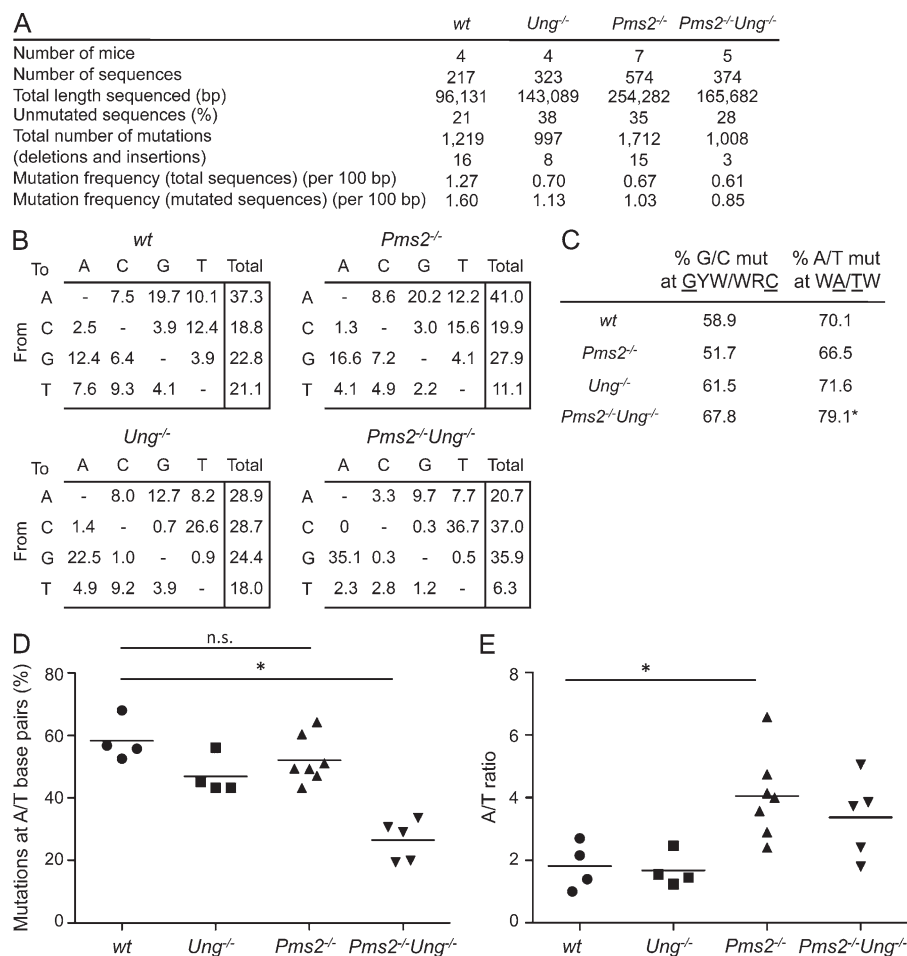 A
wt Ung-/- Pms2-/- Pms2-/-Ung-/-
Number of mice 4 4 7 5
Number of sequences 217 323 574 374
Total length sequenced (bp) 96,131 143,089 254,282 165,682
Unmutated sequences (%) 21 38 35 28
Total number of mutations 1,219 997 1,712 1,008
(deletions and insertions) 16 8 15 3
Mutation frequency (total sequences) (per 100 bp) 1.27 0.70 0.67 0.61
Mutation frequency (mutated sequences) (per 100 bp) 1.60 1.13 1.03 0.85
B
wt
To A C G T Total
From
A - 7.5 19.7 10.1 37.3
C 2.5 - 3.9 12.4 18.8
G 12.4 6.4 - 3.9 22.8
T 7.6 9.3 4.1 - 21.1
Pms2-/-
To A C G T Total
A - 8.6 20.2 12.2 41.0
C 1.3 - 3.0 15.6 19.9
G 16.6 7.2 - 4.1 27.9
T 4.1 4.9 2.2 - 11.1
Ung-/-
To A C G T Total
From
A - 8.0 12.7 8.2 28.9
C 1.4 - 0.7 26.6 28.7
G 22.5 1.0 - 0.9 24.4
T 4.9 9.2 3.9 - 18.0
Pms2-/-Ung-/-
To A C G T Total
A - 3.3 9.7 7.7 20.7
C 0 - 0.3 36.7 37.0
G 35.1 0.3 - 0.5 35.9
T 2.3 2.8 1.2 - 6.3
C
% G/C mut % A/T mut
at GYW/WRC at WA/TW
wt 58.9 70.1
Pms2-/- 51.7 66.5
Ung-/- 61.5 71.6
Pms2-/-Ung-/- 67.8 79.1*
D
n.s.
*
Mutations at A/T base pairs (%)
80
60
40
20
0
wt Ung-/- Pms2-/- Pms2-/-Ung-/-
E
*
A/T ratio
8
6
4
2
0
wt Ung-/- Pms2-/- Pms2-/-Ung-/-